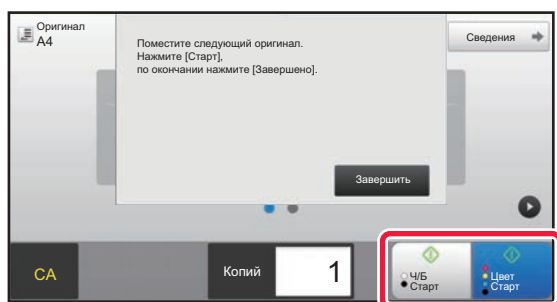 Оригинал
A4
Поместите следующий оригинал.
Нажмите [Старт],
по окончании нажмите [Завершено].
Сведения
Завершить
CA
Копий
1
Ч/Б
Старт
Цвет
Старт